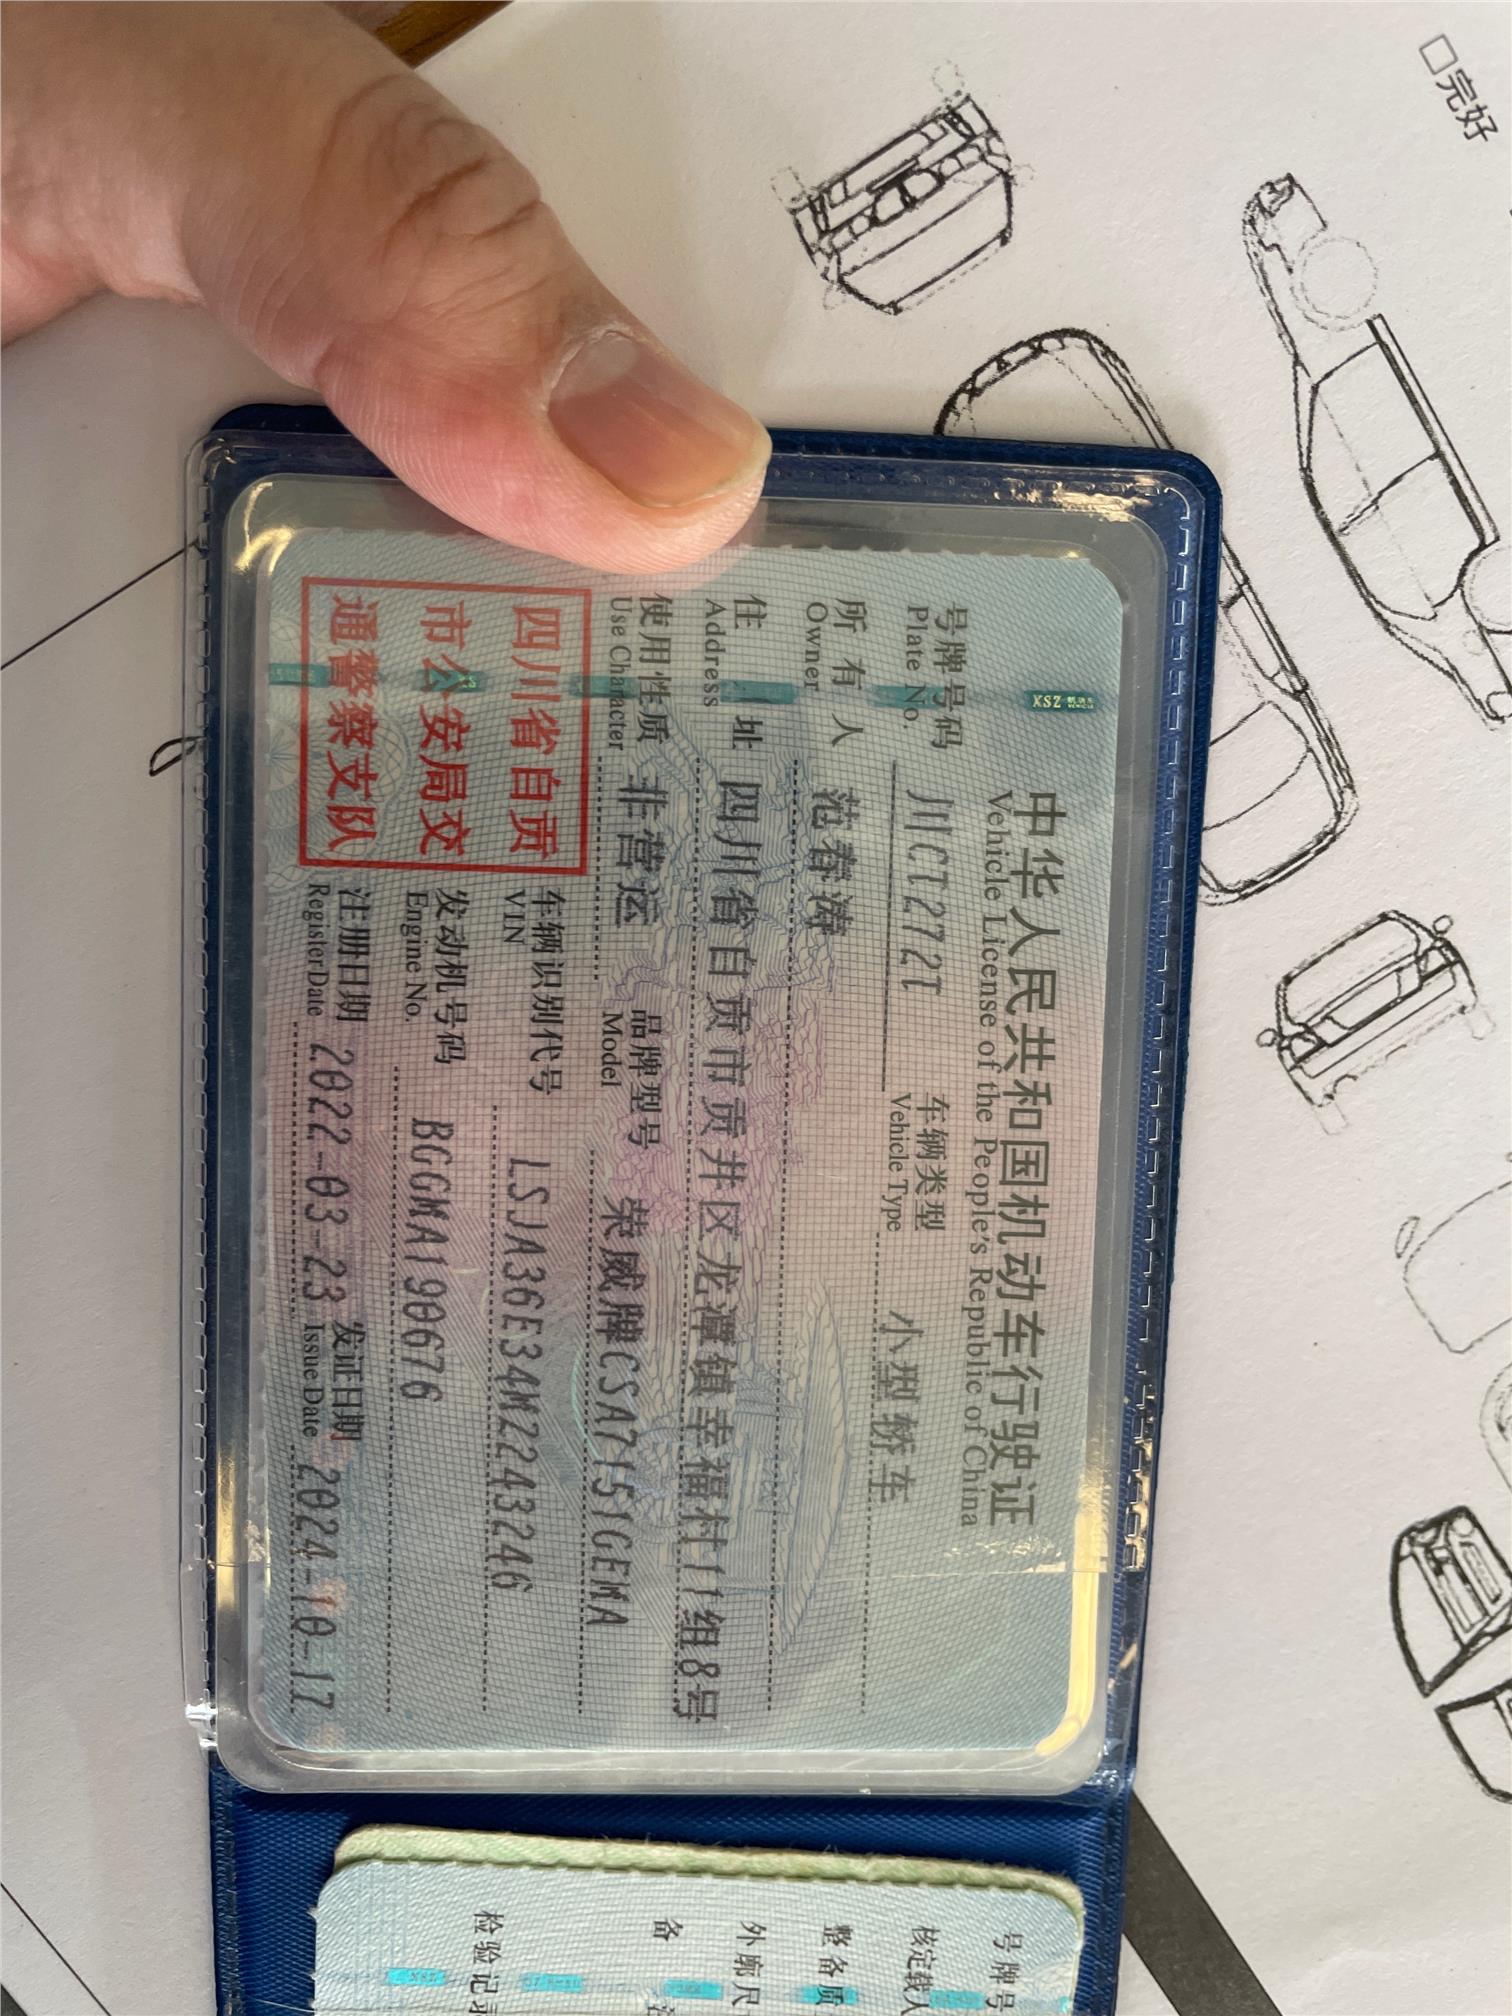 □完好
中华人民共和国机动车行驶证
Vehicle License of the People's Republic of China
号牌号码 川CT272T 车辆类型 小型轿车
Plate No. Vehicle Type
所有人 范春涛
Owner
住址 四川省自贡市贡井区龙潭镇幸福村11组8号
Address
使用性质 非营运 品牌型号 荣威牌CSA7151GEMA
Use Character Model
四川省自贡
市公安局交
通警察支队
车辆识别代号 LSJA36E34M2243246
VIN
发动机号码 BGGMA190676
Engine No.
注册日期 2022-03-23 发证日期 2024-10-17
Register Date Issue Date
XSZ
号牌号
核定载人
整备质
外廓尺
备
检验记录